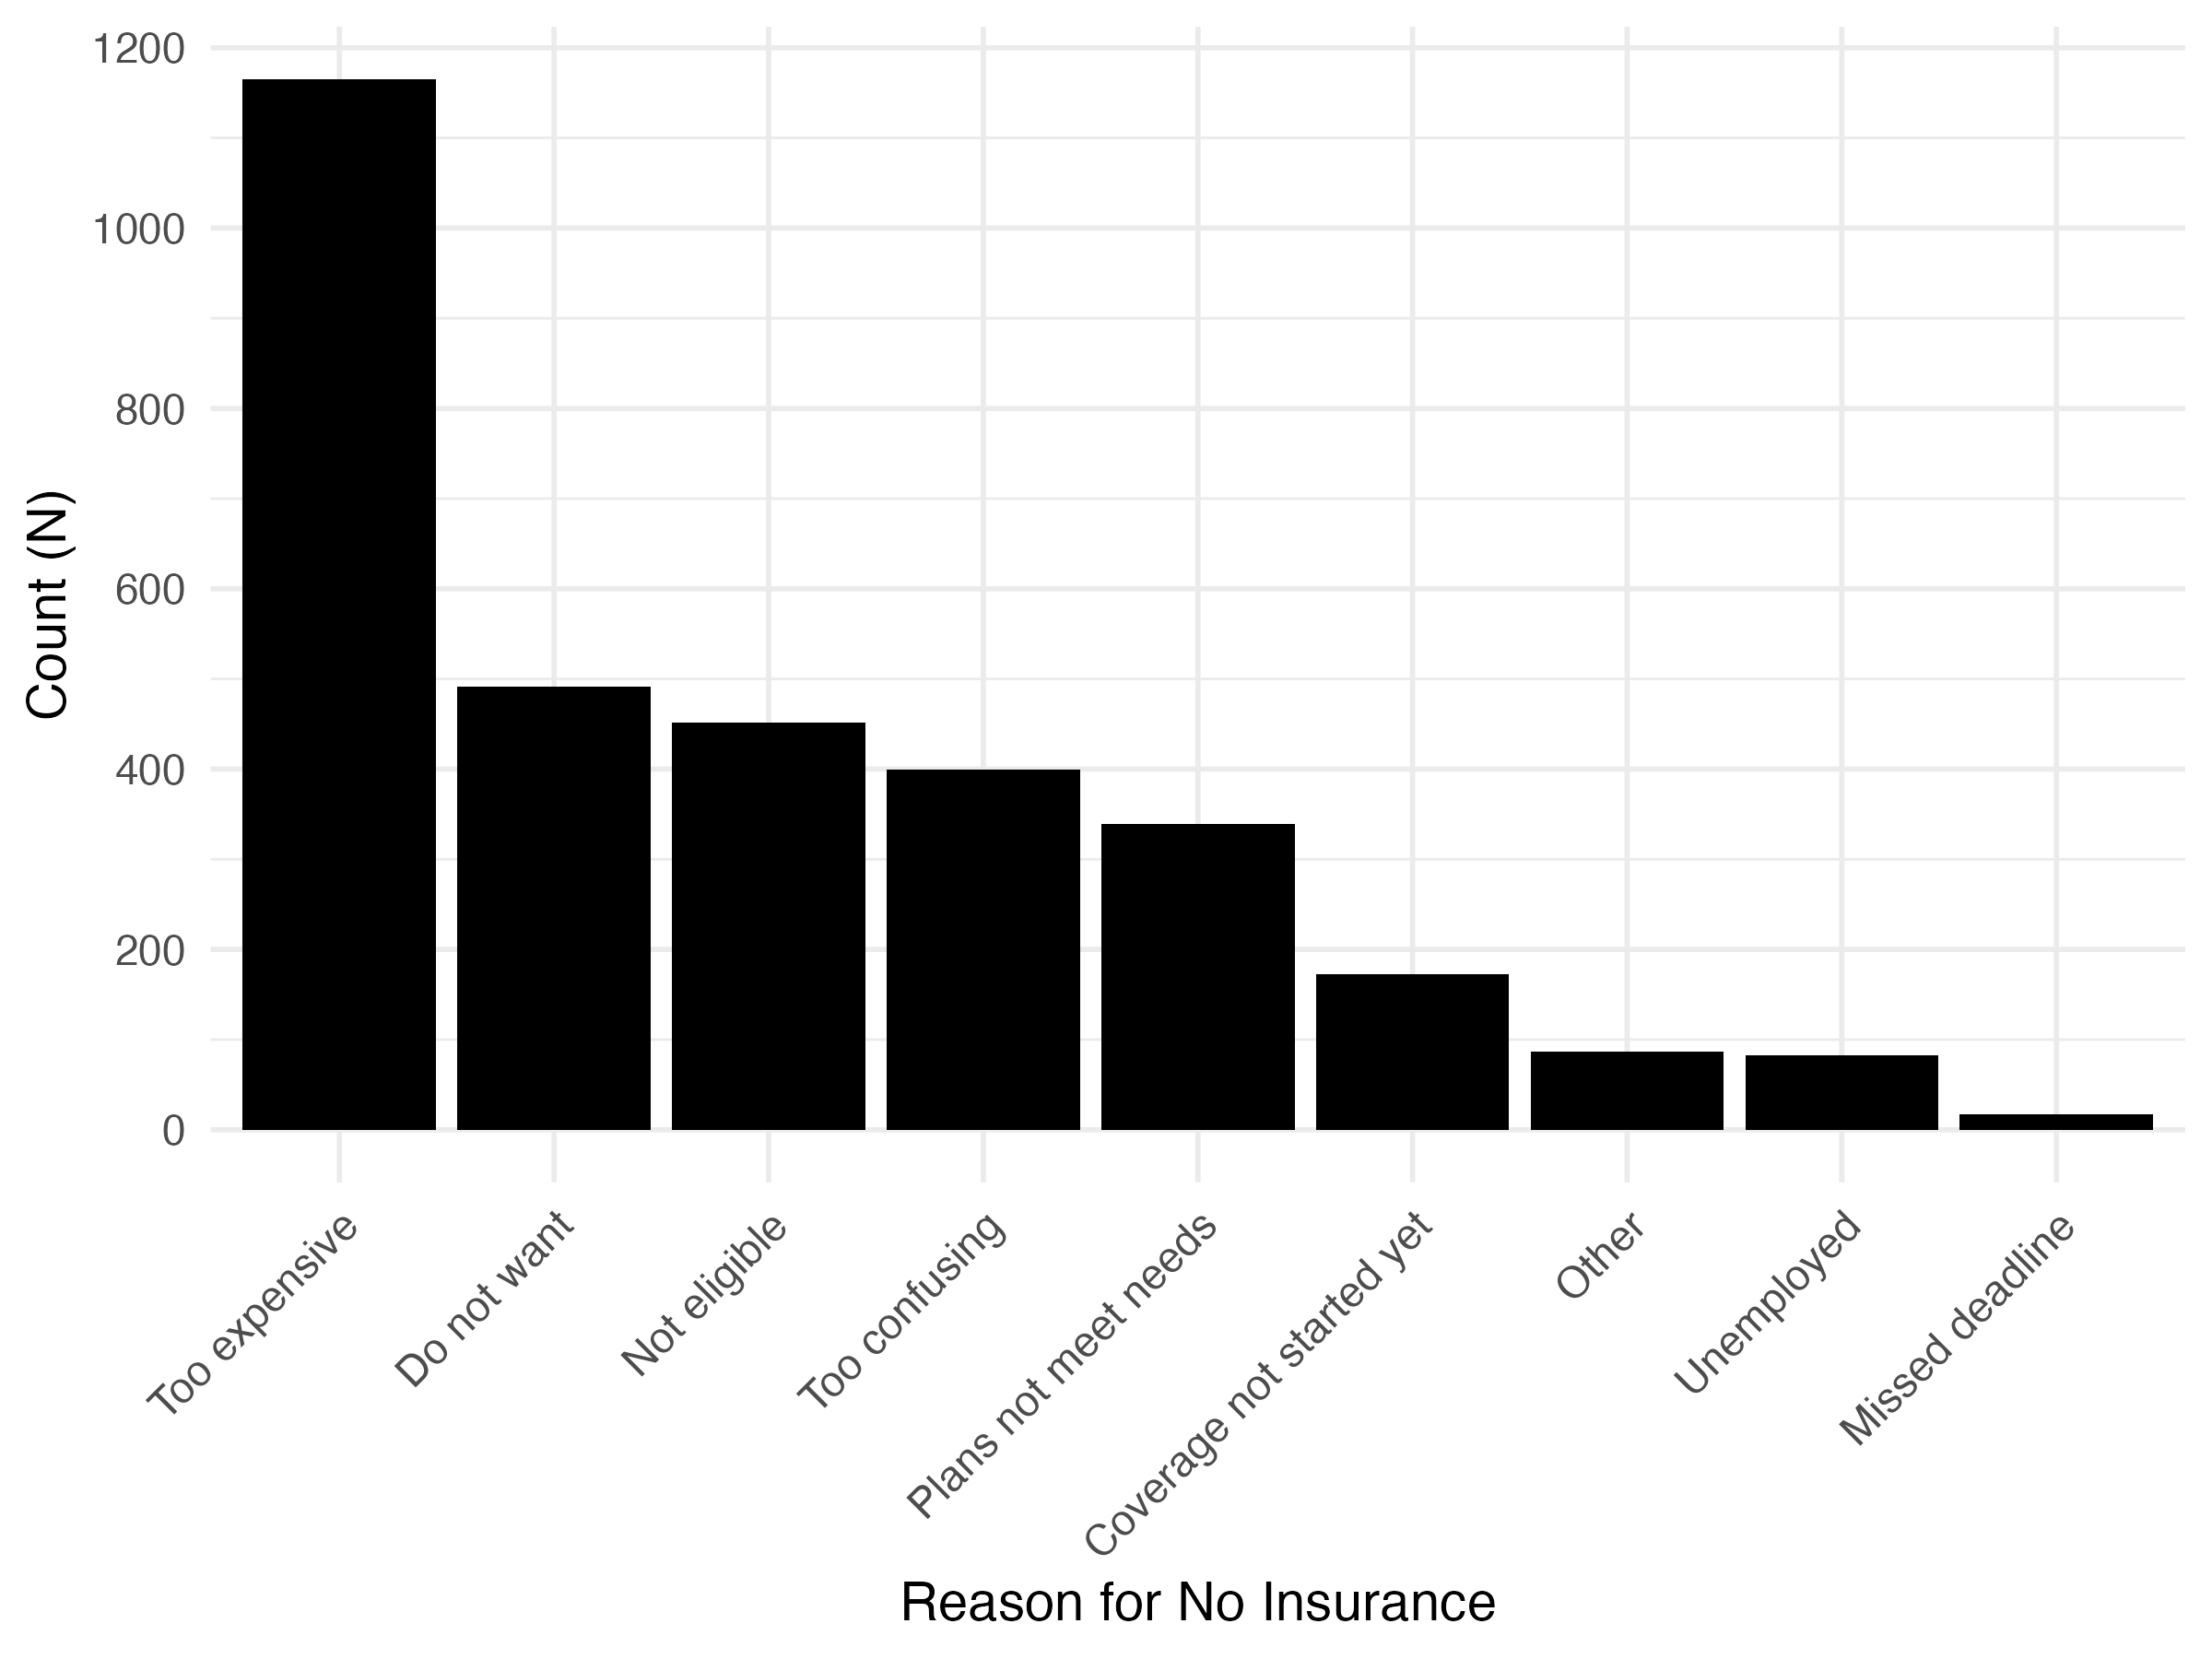 Count (N)
1200
1000
800
600
400
200
0
Too expensive
Do not want
Not eligible
Too confusing
Plans not meet needs
Coverage not started yet
Other
Unemployed
Missed deadline
Reason for No Insurance